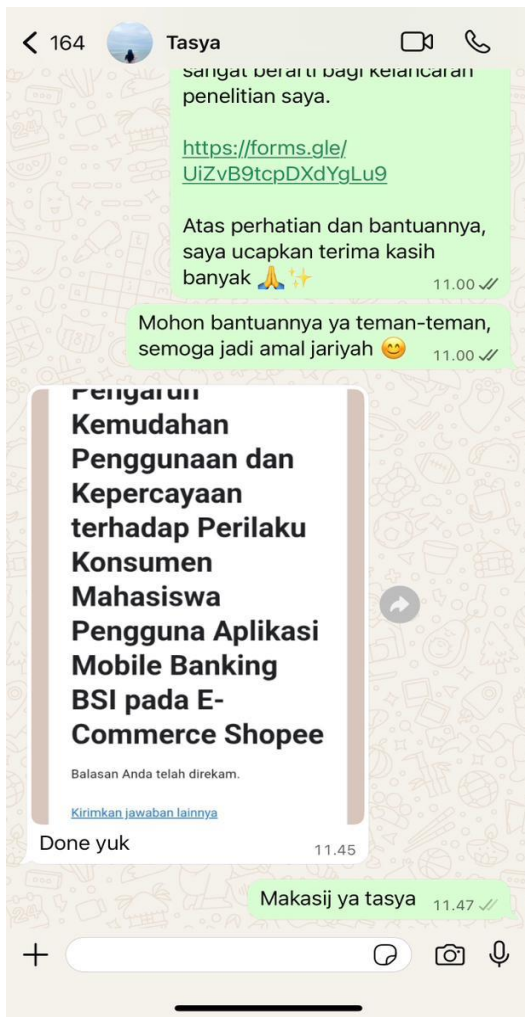 164
Tasya
sangat berarti bagi kelancaran
penelitian saya.
https://forms.gle/
UiZvB9tcpDXdYgLu9
Atas perhatian dan bantuannya,
saya ucapkan terima kasih
banyak 🙏✨
11.00
Mohon bantuannya ya teman-teman,
semoga jadi amal jariyah 😊
11.00
Pengaruh
Kemudahan
Penggunaan dan
Kepercayaan
terhadap Perilaku
Konsumen
Mahasiswa
Pengguna Aplikasi
Mobile Banking
BSI pada E-
Commerce Shopee
Balasan Anda telah direkam.
Kirimkan jawaban lainnya
Done yuk
11.45
Makasij ya tasya
11.47